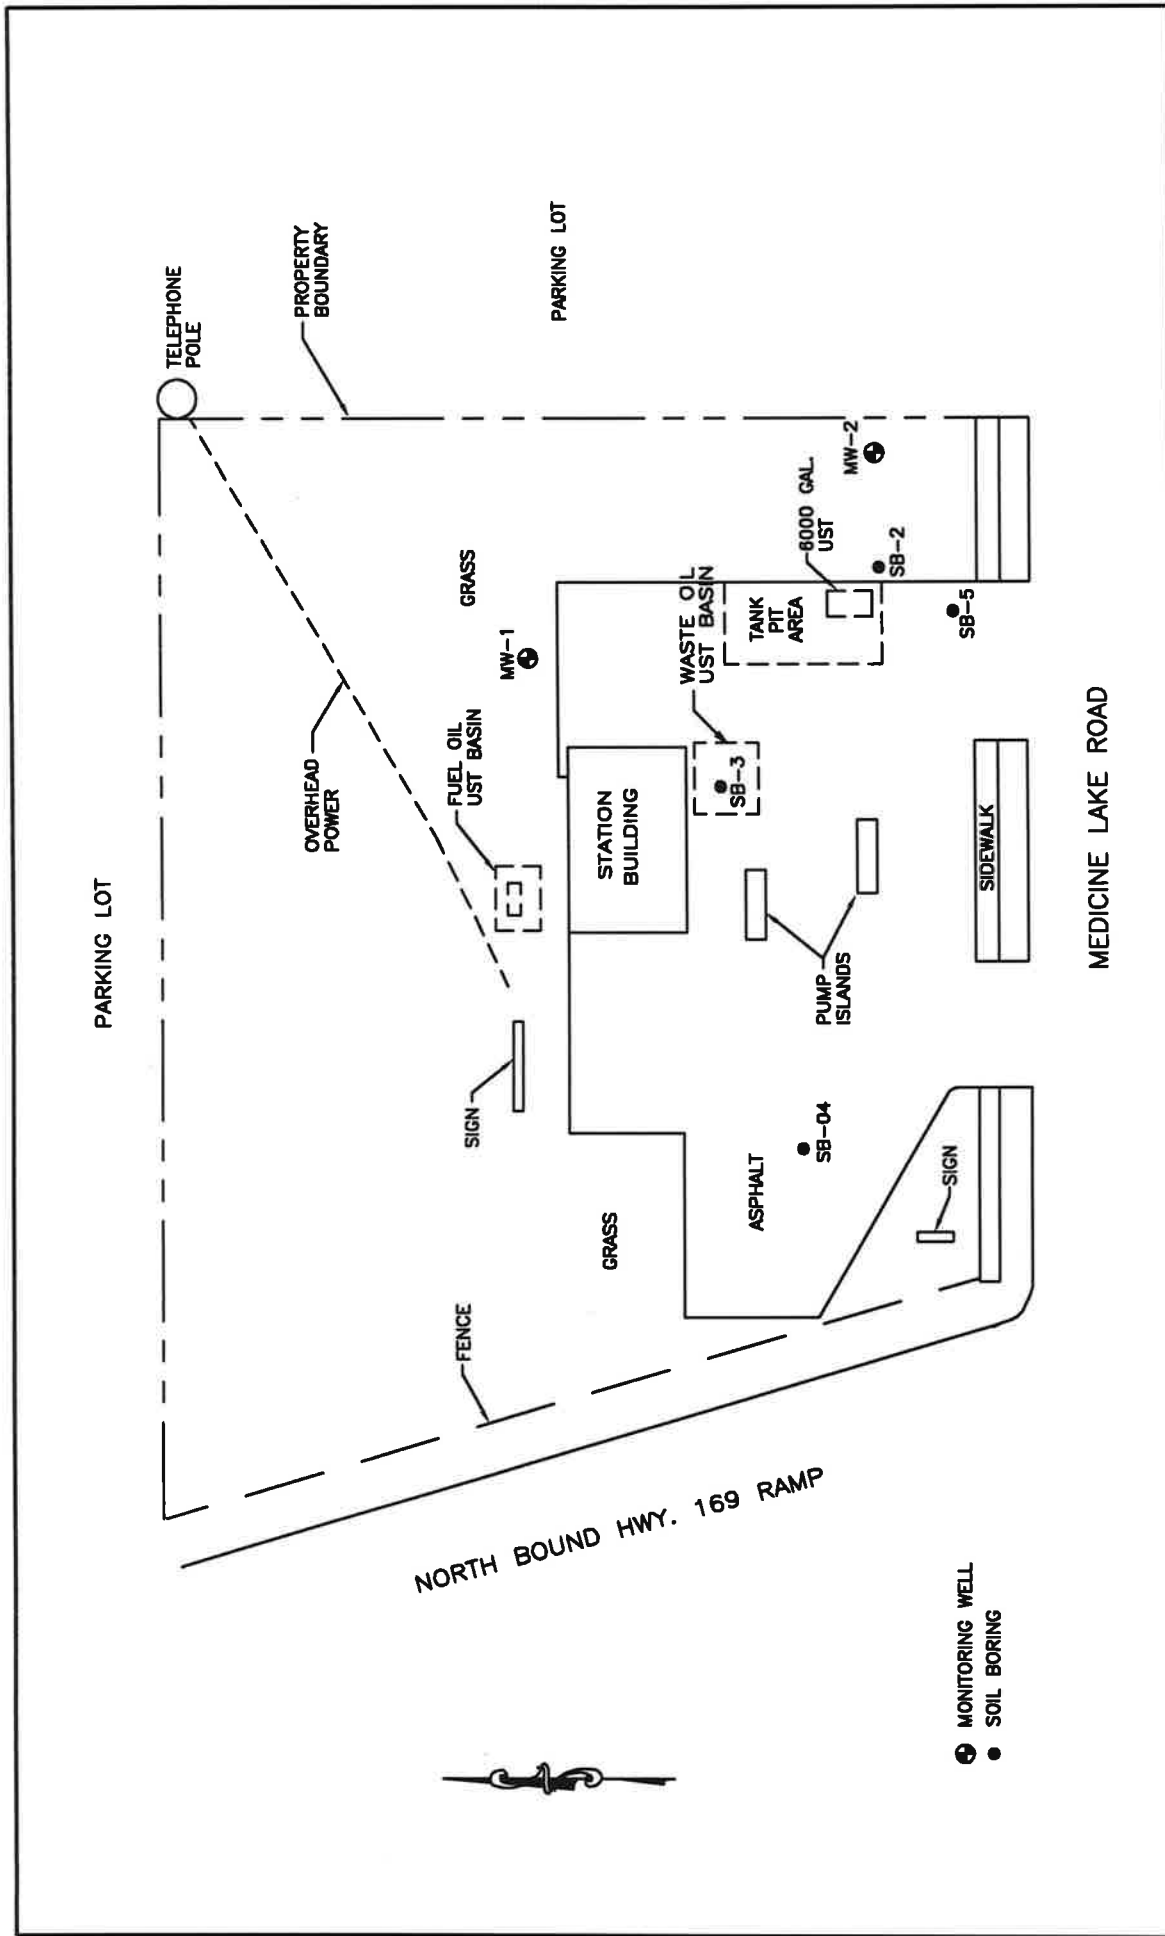 PARKING LOT
TELEPHONE
POLE
PROPERTY
BOUNDARY
OVERHEAD
POWER
PARKING LOT
GRASS
FUEL OIL
UST BASIN
MW-1
SIGN
FENCE
GRASS
STATION
BUILDING
WASTE OIL
UST BASIN
SB-3
TANK
PIT
AREA
6000 GAL.
UST
MW-2
SB-2
SB-5
ASPHALT
SB-04
PUMP
ISLANDS
SIGN
SIDEWALK
MEDICINE LAKE ROAD
NORTH BOUND HWY. 169 RAMP
MONITORING WELL
SOIL BORING